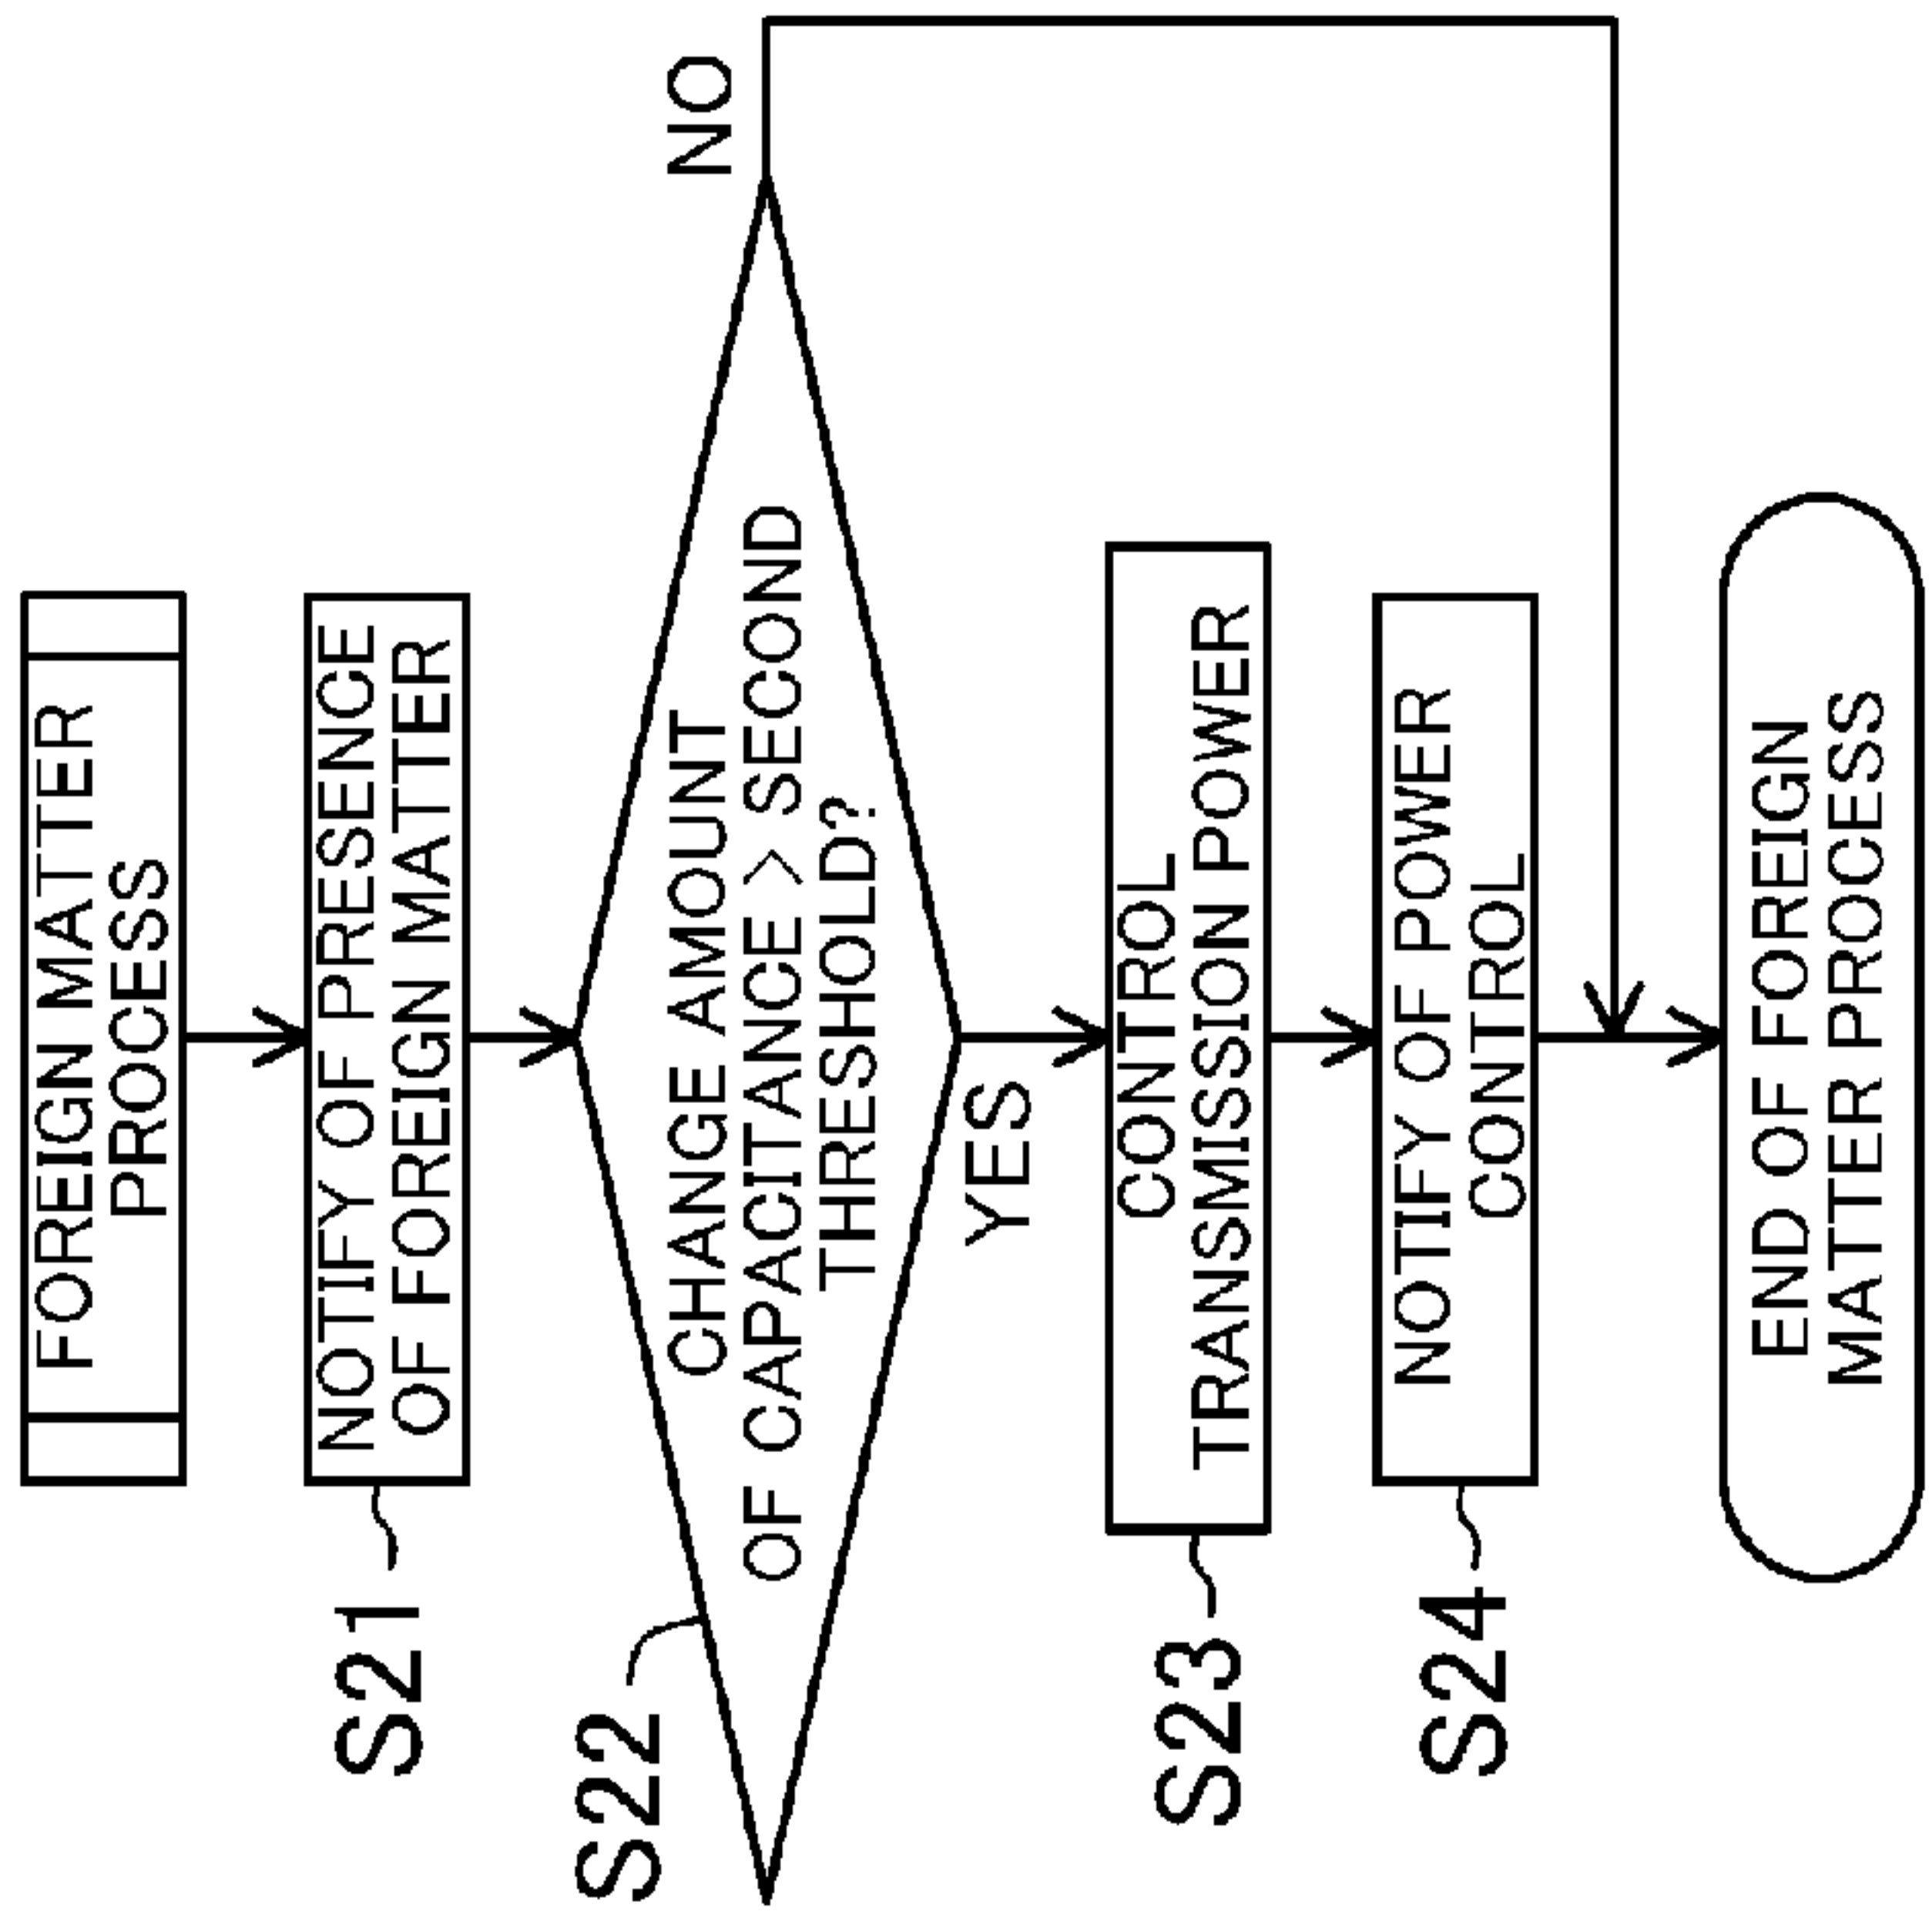 FOREIGN MATTER
PROCESS
S21
NOTIFY OF PRESENCE
OF FOREIGN MATTER
S22
CHANGE AMOUNT
OF CAPACITANCE > SECOND
THRESHOLD?
NO
YES
S23
CONTROL
TRANSMISSION POWER
S24
NOTIFY OF POWER
CONTROL
END OF FOREIGN
MATTER PROCESS